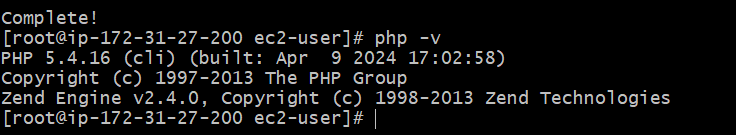 Complete!
[root@ip-172-31-27-200 ec2-user]# php -v
PHP 5.4.16 (cli) (built: Apr  9 2024 17:02:58)
Copyright (c) 1997-2013 The PHP Group
Zend Engine v2.4.0, Copyright (c) 1998-2013 Zend Technologies
[root@ip-172-31-27-200 ec2-user]#